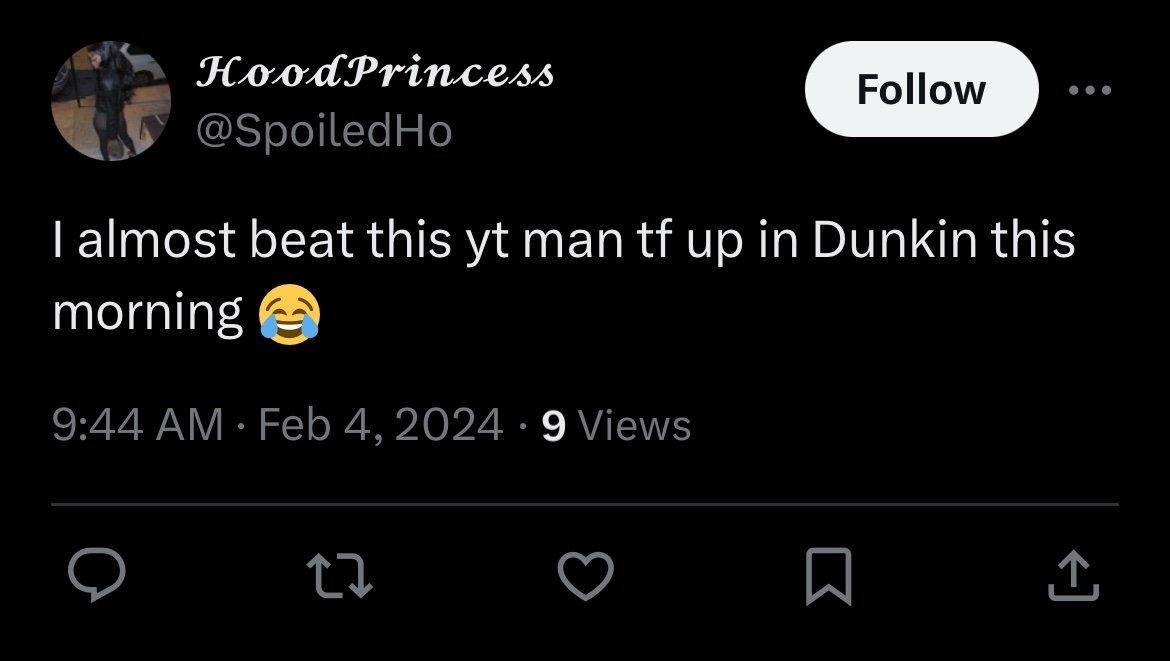 𝓗𝓸𝓸𝓭𝓟𝓻𝓲𝓷𝓬𝓮𝓼𝓼
@SpoiledHo
Follow
I almost beat this yt man tf up in Dunkin this
morning 😂
9:44 AM · Feb 4, 2024 · 9 Views